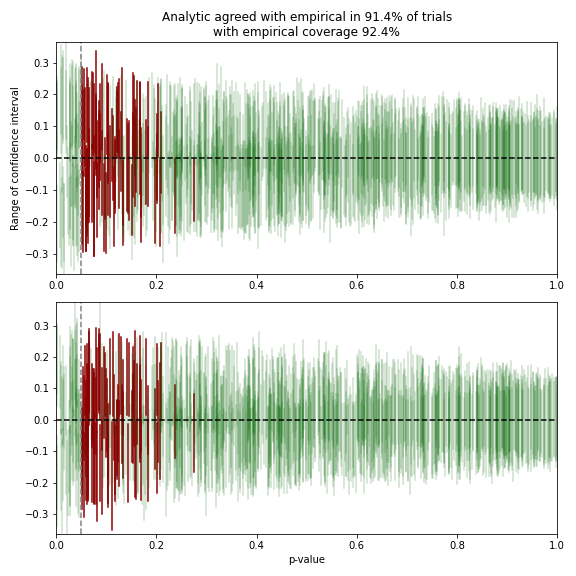 Analytic agreed with empirical in 91.4% of trials
with empirical coverage 92.4%
Range of confidence interval
0.3
0.2
0.1
0.0
−0.1
−0.2
−0.3
0.0 0.2 0.4 0.6 0.8 1.0
0.3
0.2
0.1
0.0
−0.1
−0.2
−0.3
0.0 0.2 0.4 0.6 0.8 1.0
p-value